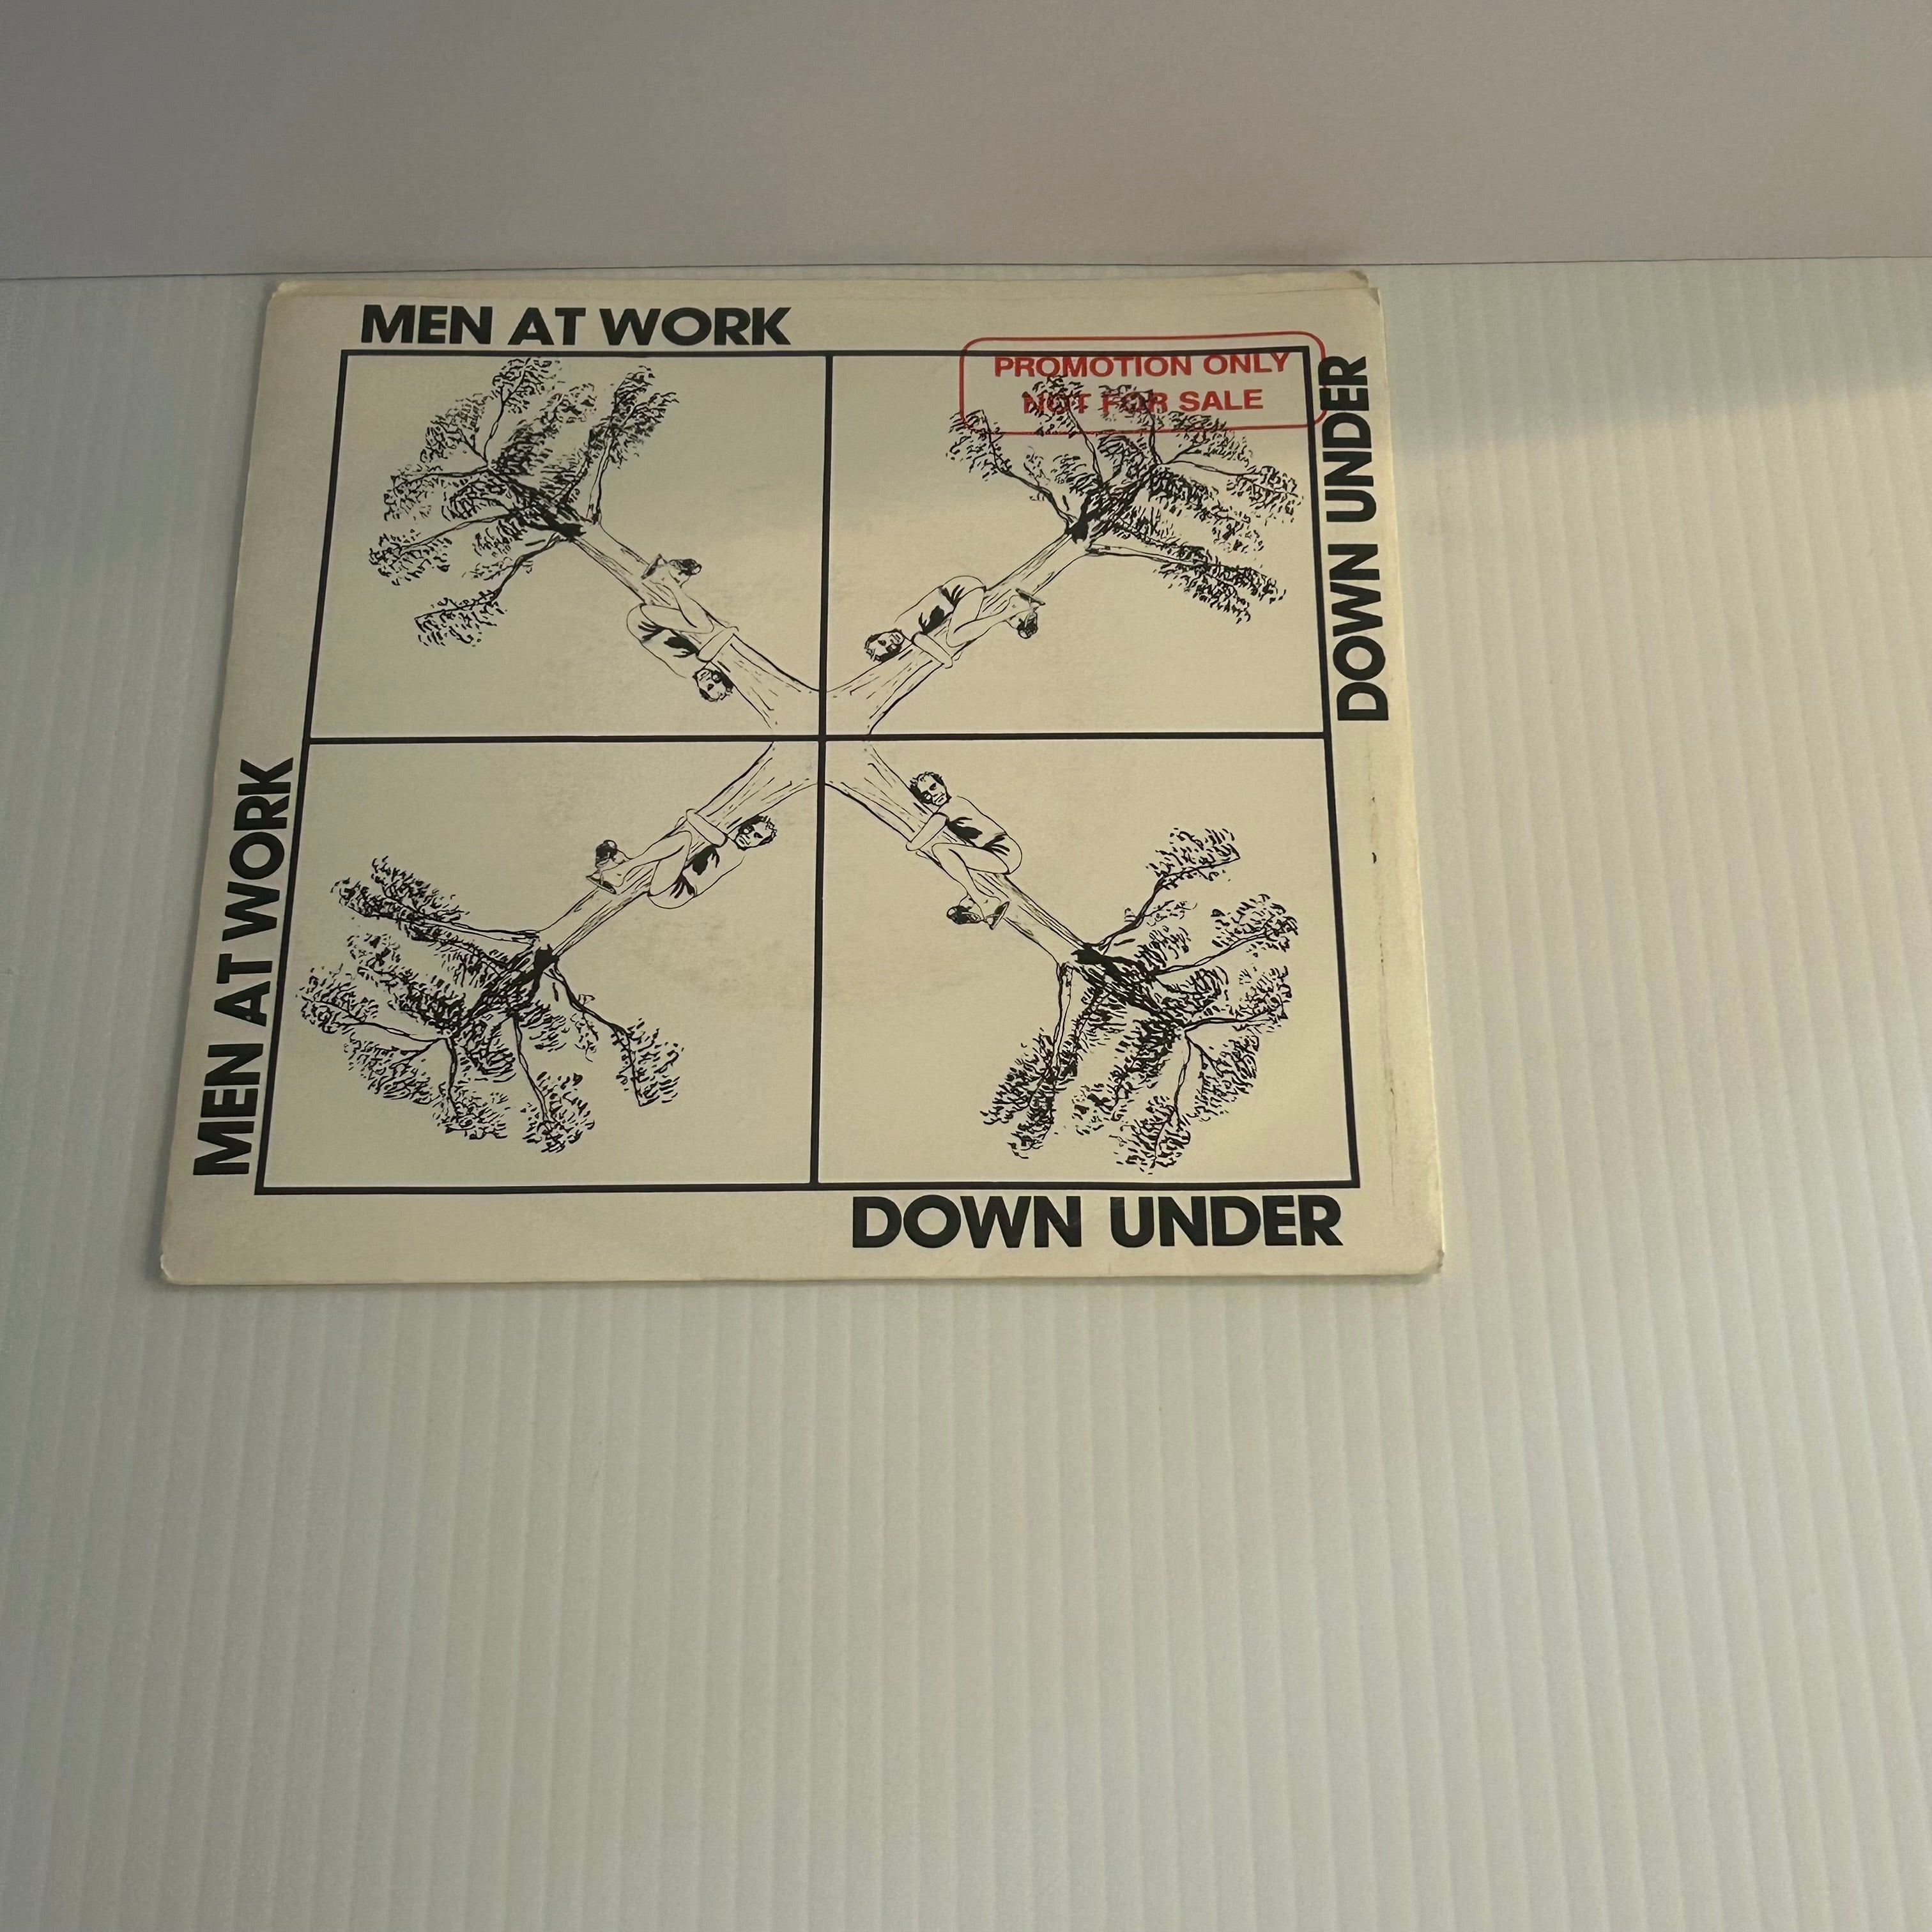 MEN AT WORK
PROMOTION ONLY
NOT FOR SALE
DOWN UNDER
MEN AT WORK
DOWN UNDER